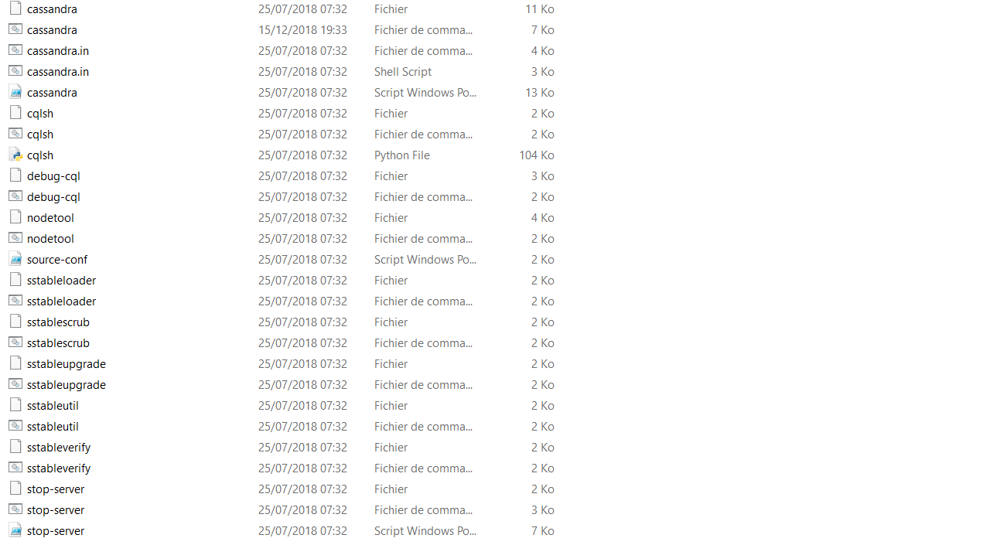 cassandra 25/07/2018 07:32 Fichier 11 Ko
cassandra 15/12/2018 19:33 Fichier de comma... 7 Ko
cassandra.in 25/07/2018 07:32 Fichier de comma... 4 Ko
cassandra.in 25/07/2018 07:32 Shell Script 3 Ko
cassandra 25/07/2018 07:32 Script Windows Po... 13 Ko
cqlsh 25/07/2018 07:32 Fichier 2 Ko
cqlsh 25/07/2018 07:32 Fichier de comma... 2 Ko
cqlsh 25/07/2018 07:32 Python File 104 Ko
debug-cql 25/07/2018 07:32 Fichier 3 Ko
debug-cql 25/07/2018 07:32 Fichier de comma... 2 Ko
nodetool 25/07/2018 07:32 Fichier 4 Ko
nodetool 25/07/2018 07:32 Fichier de comma... 2 Ko
source-conf 25/07/2018 07:32 Script Windows Po... 2 Ko
sstableloader 25/07/2018 07:32 Fichier 2 Ko
sstableloader 25/07/2018 07:32 Fichier de comma... 2 Ko
sstablescrub 25/07/2018 07:32 Fichier 2 Ko
sstablescrub 25/07/2018 07:32 Fichier de comma... 2 Ko
sstableupgrade 25/07/2018 07:32 Fichier 2 Ko
sstableupgrade 25/07/2018 07:32 Fichier de comma... 2 Ko
sstableutil 25/07/2018 07:32 Fichier 2 Ko
sstableutil 25/07/2018 07:32 Fichier de comma... 2 Ko
sstableverify 25/07/2018 07:32 Fichier 2 Ko
sstableverify 25/07/2018 07:32 Fichier de comma... 2 Ko
stop-server 25/07/2018 07:32 Fichier 2 Ko
stop-server 25/07/2018 07:32 Fichier de comma... 3 Ko
stop-server 25/07/2018 07:32 Script Windows Po... 7 Ko